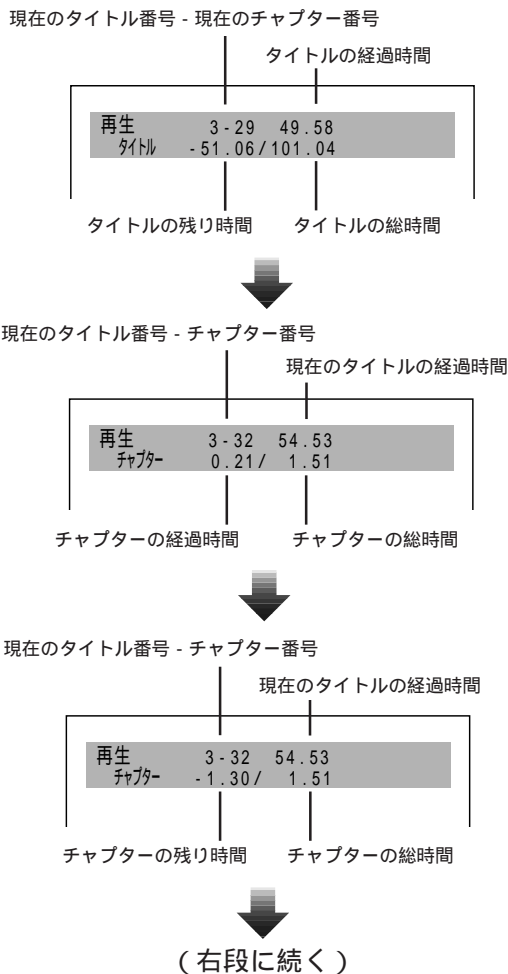 現在のタイトル番号 - 現在のチャプター番号
タイトルの経過時間
再生 3-29 49.58
タイトル -51.06/101.04
タイトルの残り時間 タイトルの総時間
現在のタイトル番号 - チャプター番号
現在のタイトルの経過時間
再生 3-32 54.53
チャプター 0.21/ 1.51
チャプターの経過時間 チャプターの総時間
現在のタイトル番号 - チャプター番号
現在のタイトルの経過時間
再生 3-32 54.53
チャプター -1.30/ 1.51
チャプターの残り時間 チャプターの総時間
(右段に続く)